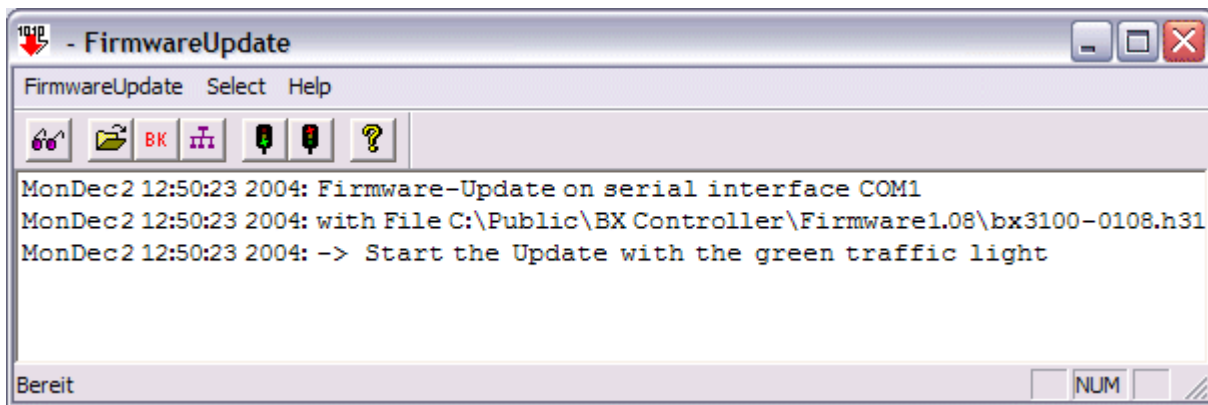 1010
- FirmwareUpdate
FirmwareUpdate Select Help
BK ?
MonDec2 12:50:23 2004: Firmware-Update on serial interface COM1
MonDec2 12:50:23 2004: with File C:\Public\BX Controller\Firmware1.08\bx3100-0108.h31
MonDec2 12:50:23 2004: -> Start the Update with the green traffic light
Bereit NUM